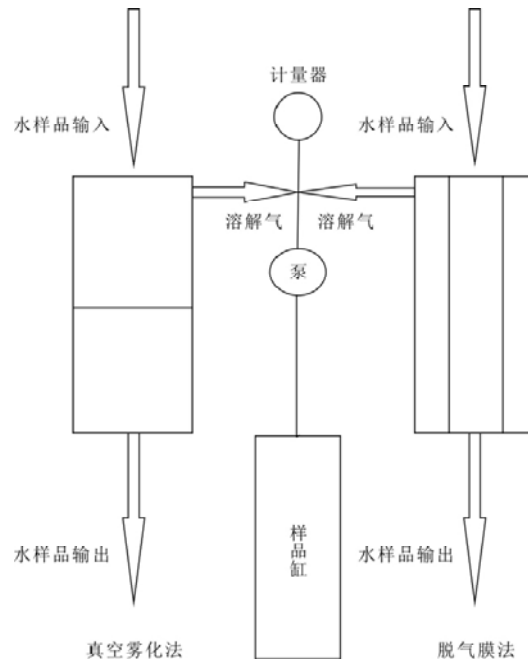 计量器
水样品输入
水样品输入
溶解气
溶解气
泵
样品缸
水样品输出
水样品输出
真空雾化法
脱气膜法